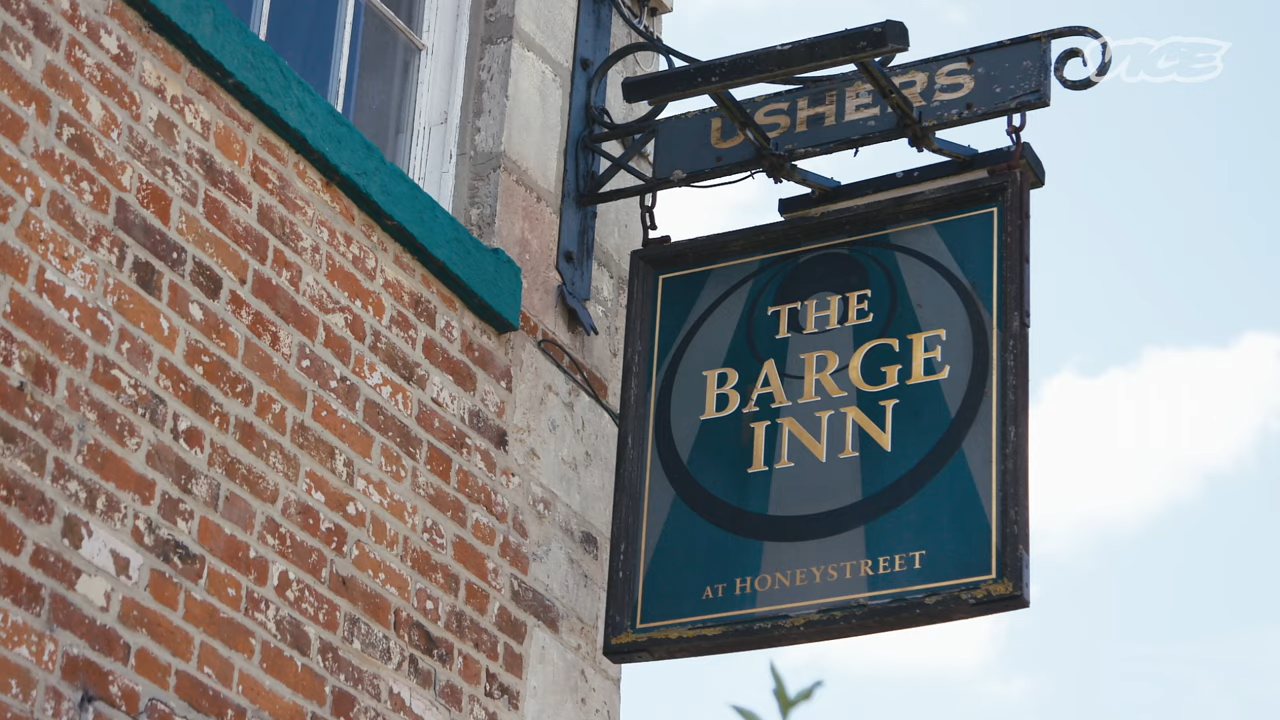 VICE
USHERS
THE
BARGE
INN
AT HONEYSTREET